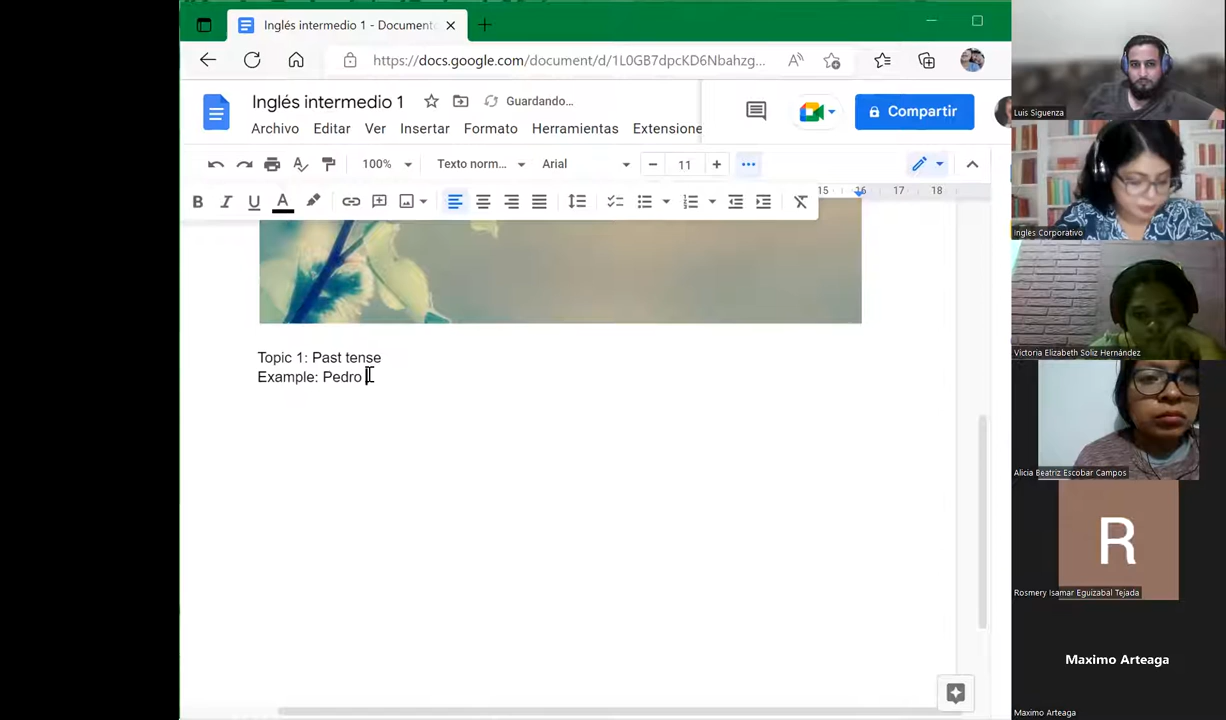 Inglés intermedio 1 - Documento
https://docs.google.com/document/d/1L0GB7dpcKD6Nbahzg...
Inglés intermedio 1
Guardando...
Compartir
Archivo Editar Ver Insertar Formato Herramientas Extensione
100% Texto norm... Arial 11
15 16 17 18
Topic 1: Past tense
Example: Pedro
Luis Siguenza
Inglés Corporativo
Victoria Elizabeth Soliz Hernández
Alicia Beatriz Escobar Campos
R
Rosmery Isamar Eguizabal Tejada
Maximo Arteaga
Maximo Arteaga